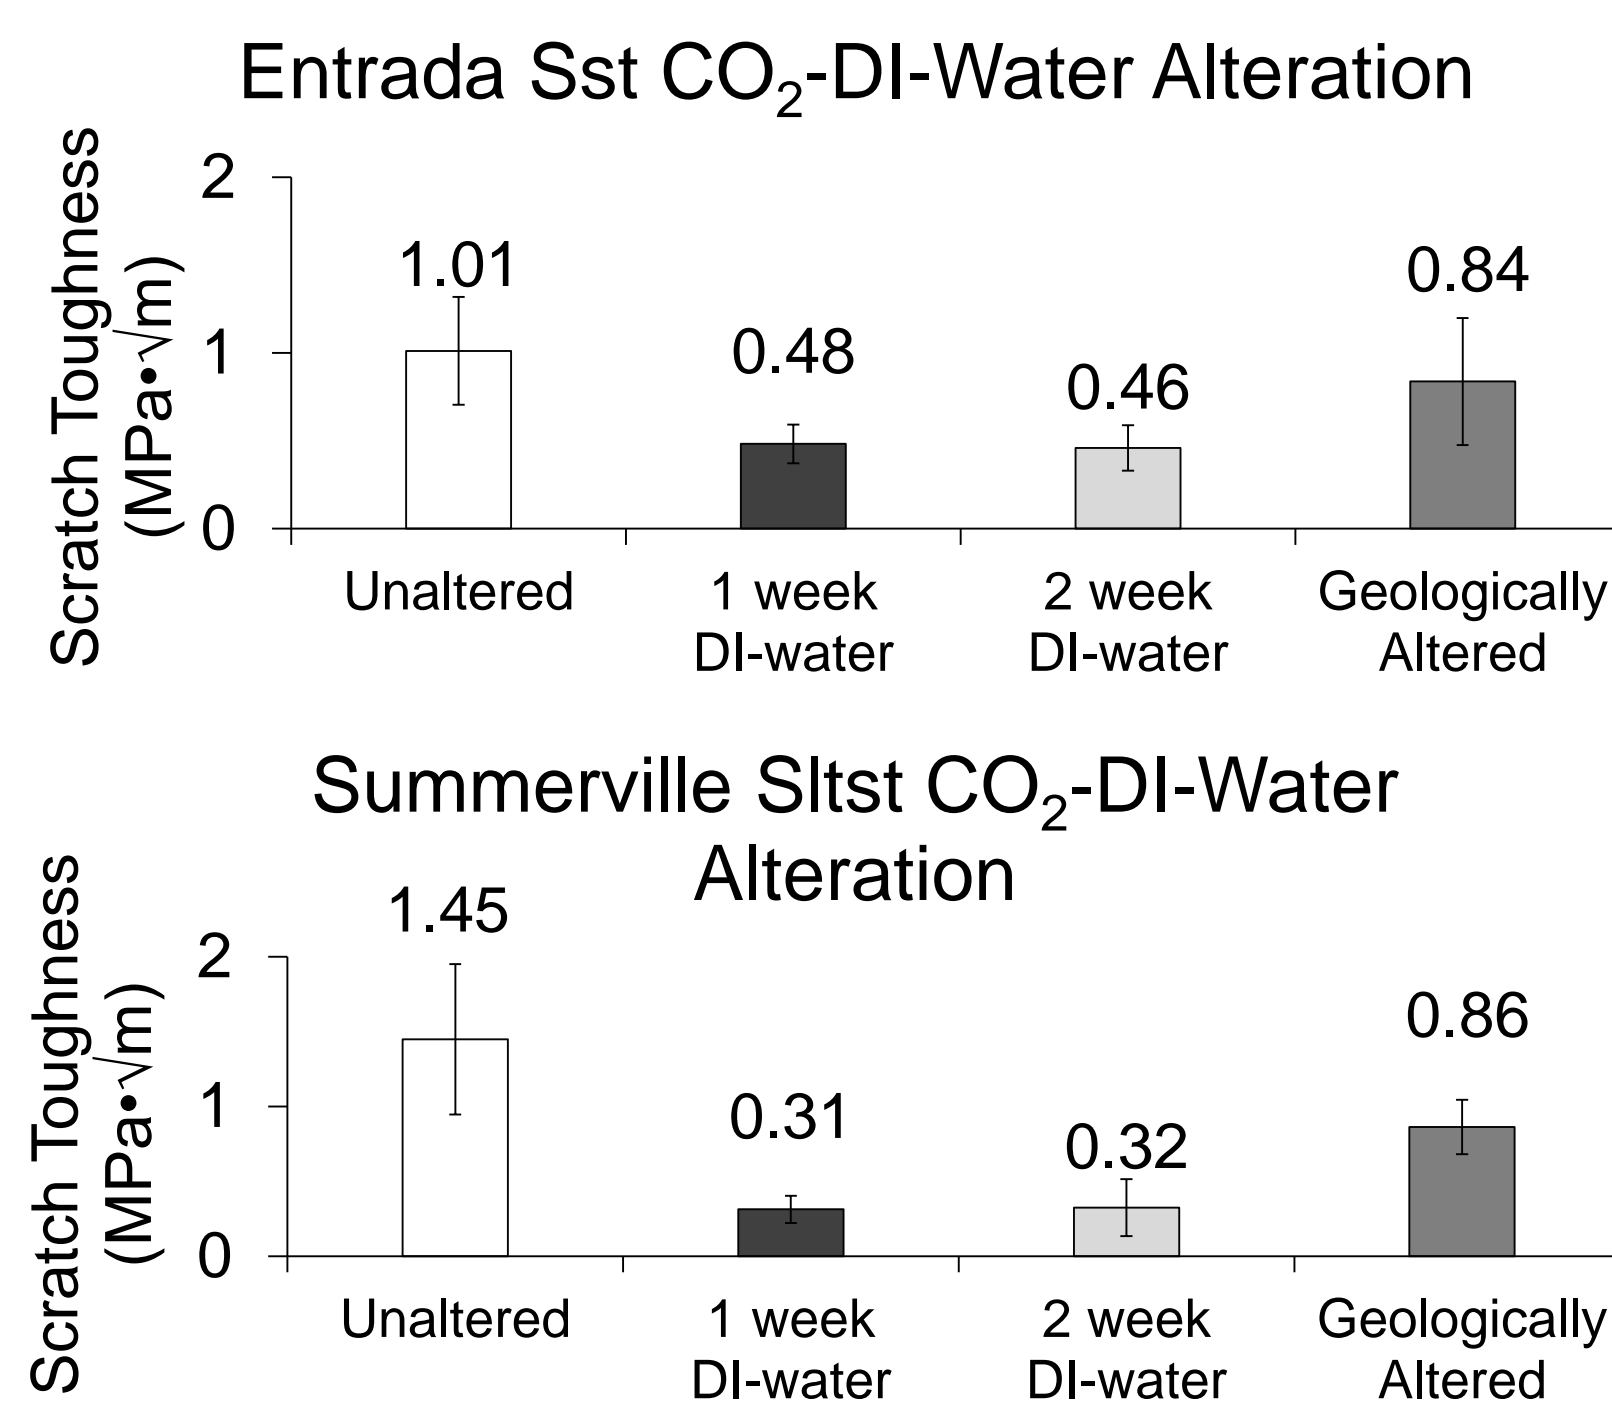 Entrada Sst CO₂-DI-Water Alteration
Scratch Toughness
(MPa•√m)
2
1
0
1.01
0.48
0.46
0.84
Unaltered
1 week
DI-water
2 week
DI-water
Geologically
Altered
Summerville Sltst CO₂-DI-Water
Alteration
Scratch Toughness
(MPa•√m)
2
1
0
1.45
0.31
0.32
0.86
Unaltered
1 week
DI-water
2 week
DI-water
Geologically
Altered